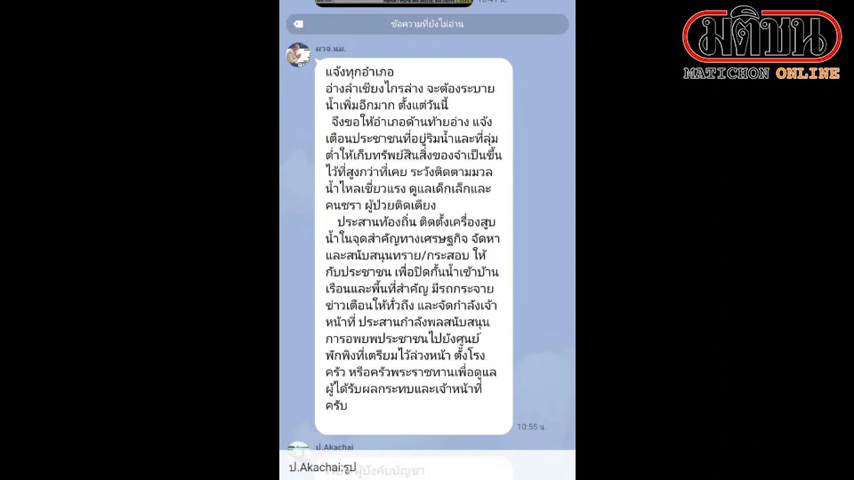 10:41 น.
ข้อความที่ยังไม่อ่าน
ผวจ.นม.
แจ้งทุกอำเภอ
อ่างลำเชียงไกรล่าง จะต้องระบาย
น้ำเพิ่มอีกมาก ตั้งแต่วันนี้
จึงขอให้อำเภอด้านท้ายอ่าง แจ้ง
เตือนประชาชนที่อยู่ริมน้ำและที่ลุ่ม
ต่ำให้เก็บทรัพย์สินสิ่งของจำเป็นขึ้น
ไว้ที่สูงกว่าที่เคย ระวังติดตามมวล
น้ำไหลเชี่ยวแรง ดูแลเด็กเล็กและ
คนชรา ผู้ป่วยติดเตียง
ประสานท้องถิ่น ติดตั้งเครื่องสูบ
น้ำในจุดสำคัญทางเศรษฐกิจ จัดหา
และสนับสนุนทราย/กระสอบ ให้
กับประชาชน เพื่อปิดกั้นน้ำเข้าบ้าน
เรือนและพื้นที่สำคัญ มีรถกระจาย
ข่าวเตือนให้ทั่วถึง และจัดกำลังเจ้า
หน้าที่ ประสานกำลังพลสนับสนุน
การอพยพประชาชนไปยังศูนย์
พักพิงที่เตรียมไว้ล่วงหน้า ตั้งโรง
ครัว หรือครัวพระราชทานเพื่อดูแล
ผู้ได้รับผลกระทบและเจ้าหน้าที่
ครับ
10:55 น.
ป.Akachai
ป.Akachai:รูป
ผู้บังคับบัญชา
มติชน
MATICHON ONLINE